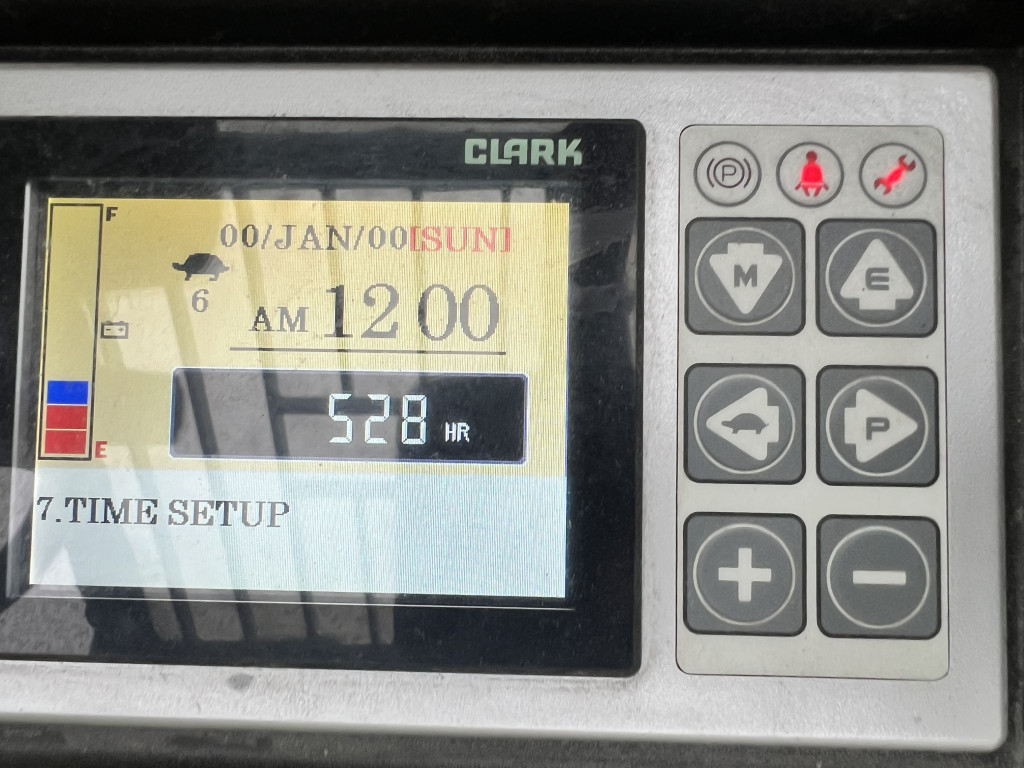 CLARK
F
00/JAN/00[SUN]
6
AM 12 00
528 HR
E
7.TIME SETUP
P
M
E
P
+
−